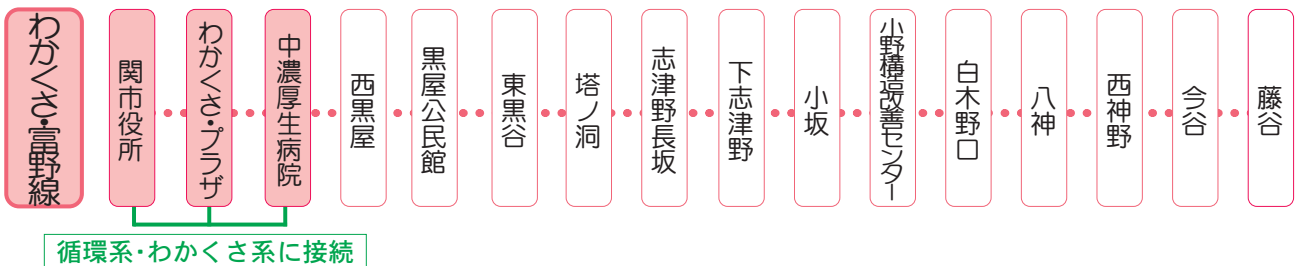 わかくさ・富野線
関市役所
わかくさ・プラザ
中濃厚生病院
西黒屋
黒屋公民館
東黒谷
塔ノ洞
志津野長坂
下志津野
小坂
小野構造改善センター
白木野口
八神
西神野
今谷
藤谷
循環系・わかくさ系に接続